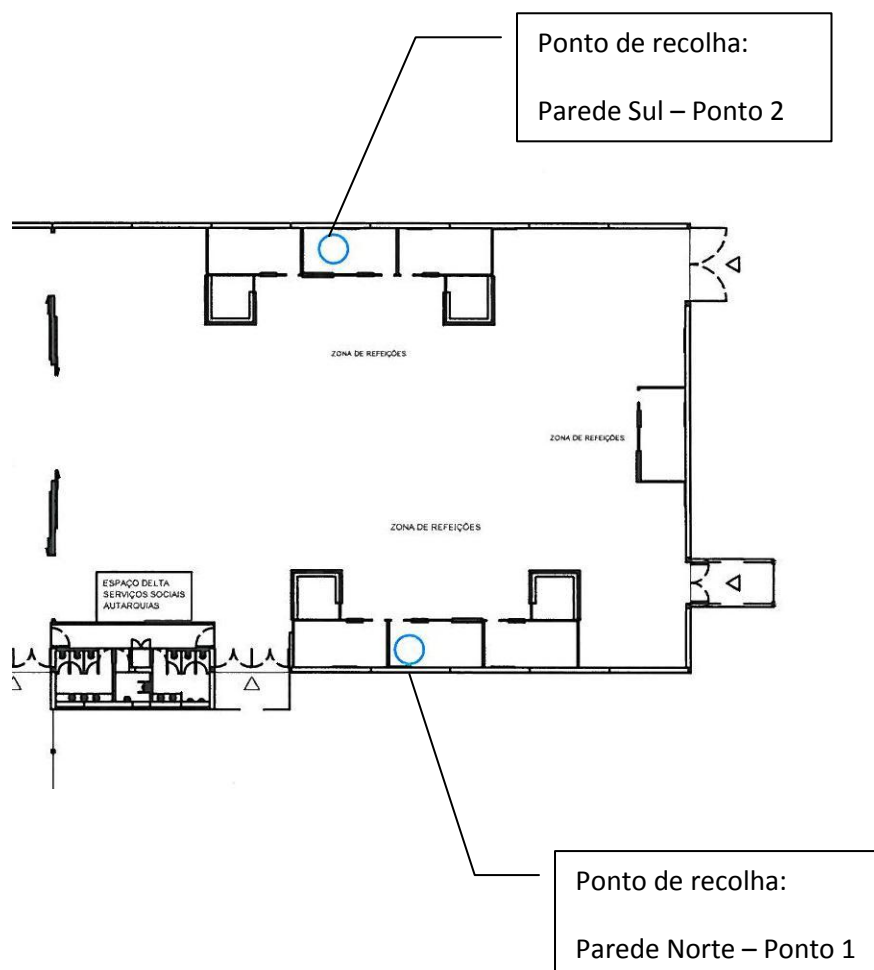 Ponto de recolha:
Parede Sul – Ponto 2
ZONA DE REFEIÇÕES
ZONA DE REFEIÇÕES
ZONA DE REFEIÇÕES
ESPAÇO DELTA
SERVIÇOS SOCIAIS
AUTARQUIAS
Ponto de recolha:
Parede Norte – Ponto 1